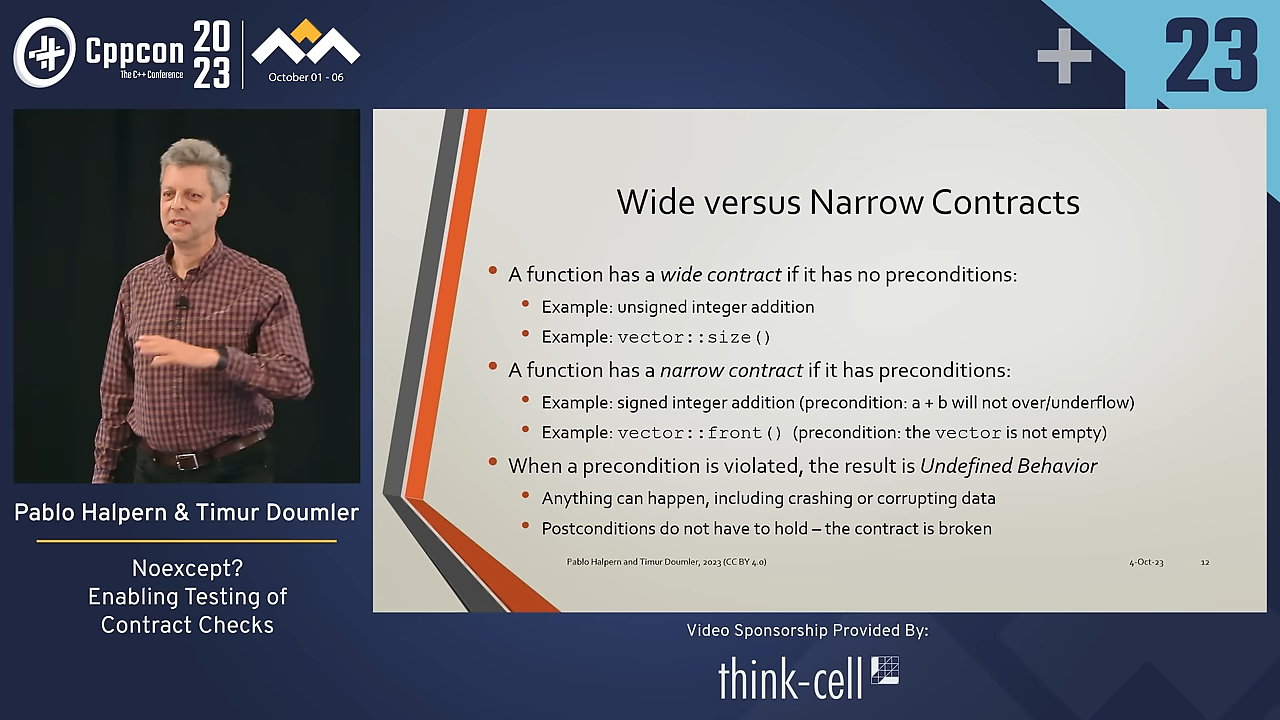 Cppcon
The C++ Conference
20
23
October 01 - 06
23
Wide versus Narrow Contracts
• A function has a wide contract if it has no preconditions:
• Example: unsigned integer addition
• Example: vector::size()
• A function has a narrow contract if it has preconditions:
• Example: signed integer addition (precondition: a + b will not over/underflow)
• Example: vector::front() (precondition: the vector is not empty)
• When a precondition is violated, the result is Undefined Behavior
• Anything can happen, including crashing or corrupting data
• Postconditions do not have to hold – the contract is broken
Pablo Halpern and Timur Doumler, 2023 (CC BY 4.0)
4-Oct-23
12
Pablo Halpern & Timur Doumler
Noexcept?
Enabling Testing of
Contract Checks
Video Sponsorship Provided By:
think-cell